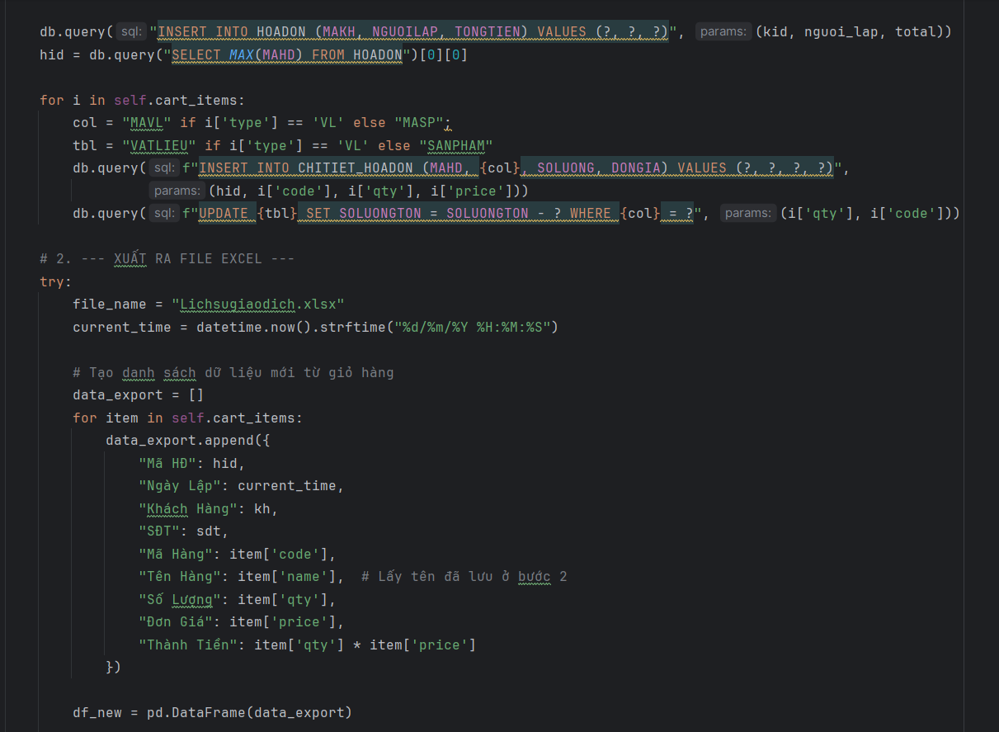 db.query( sql: "INSERT INTO HOADON (MAKH, NGUOILAP, TONGTIEN) VALUES (?, ?, ?)", params: (kid, nguoi_lap, total))
hid = db.query("SELECT MAX(MAHD) FROM HOADON")[0][0]
for i in self.cart_items:
col = "MAVL" if i['type'] == 'VL' else "MASP";
tbl = "VATLIEU" if i['type'] == 'VL' else "SANPHAM"
db.query( sql: f"INSERT INTO CHITIET_HOADON (MAHD, {col}, SOLUONG, DONGIA) VALUES (?, ?, ?, ?)",
params: (hid, i['code'], i['qty'], i['price']))
db.query( sql: f"UPDATE {tbl} SET SOLUONGTON = SOLUONGTON - ? WHERE {col} = ?", params: (i['qty'], i['code']))
# 2. --- XUẤT RA FILE EXCEL ---
try:
file_name = "Lichsugiaodich.xlsx"
current_time = datetime.now().strftime("%d/%m/%Y %H:%M:%S")
# Tạo danh sách dữ liệu mới từ giỏ hàng
data_export = []
for item in self.cart_items:
data_export.append({
"Mã HĐ": hid,
"Ngày Lập": current_time,
"Khách Hàng": kh,
"SĐT": sdt,
"Mã Hàng": item['code'],
"Tên Hàng": item['name'],  # Lấy tên đã lưu ở bước 2
"Số Lượng": item['qty'],
"Đơn Giá": item['price'],
"Thành Tiền": item['qty'] * item['price']
})
df_new = pd.DataFrame(data_export)